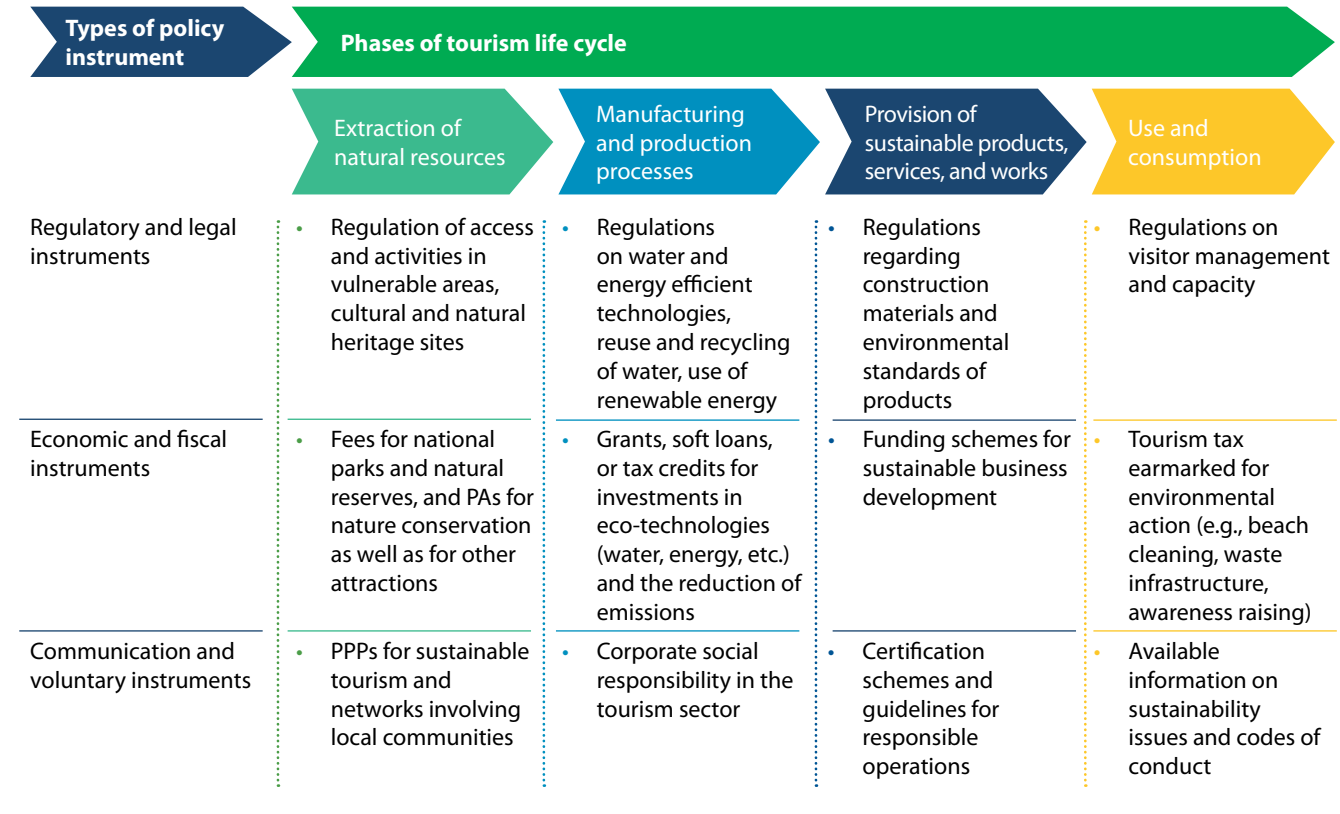 Types of policy
instrument
Phases of tourism life cycle
Extraction of
natural resources
Manufacturing
and production
processes
Provision of
sustainable products,
services, and works
Use and
consumption
Regulatory and legal
instruments
• Regulation of access
and activities in
vulnerable areas,
cultural and natural
heritage sites
• Regulations
on water and
energy efficient
technologies,
reuse and recycling
of water, use of
renewable energy
• Regulations
regarding
construction
materials and
environmental
standards of
products
• Regulations on
visitor management
and capacity
Economic and fiscal
instruments
• Fees for national
parks and natural
reserves, and PAs for
nature conservation
as well as for other
attractions
• Grants, soft loans,
or tax credits for
investments in
eco-technologies
(water, energy, etc.)
and the reduction of
emissions
• Funding schemes for
sustainable business
development
• Tourism tax
earmarked for
environmental
action (e.g., beach
cleaning, waste
infrastructure,
awareness raising)
Communication and
voluntary instruments
• PPPs for sustainable
tourism and
networks involving
local communities
• Corporate social
responsibility in the
tourism sector
• Certification
schemes and
guidelines for
responsible
operations
• Available
information on
sustainability
issues and codes of
conduct